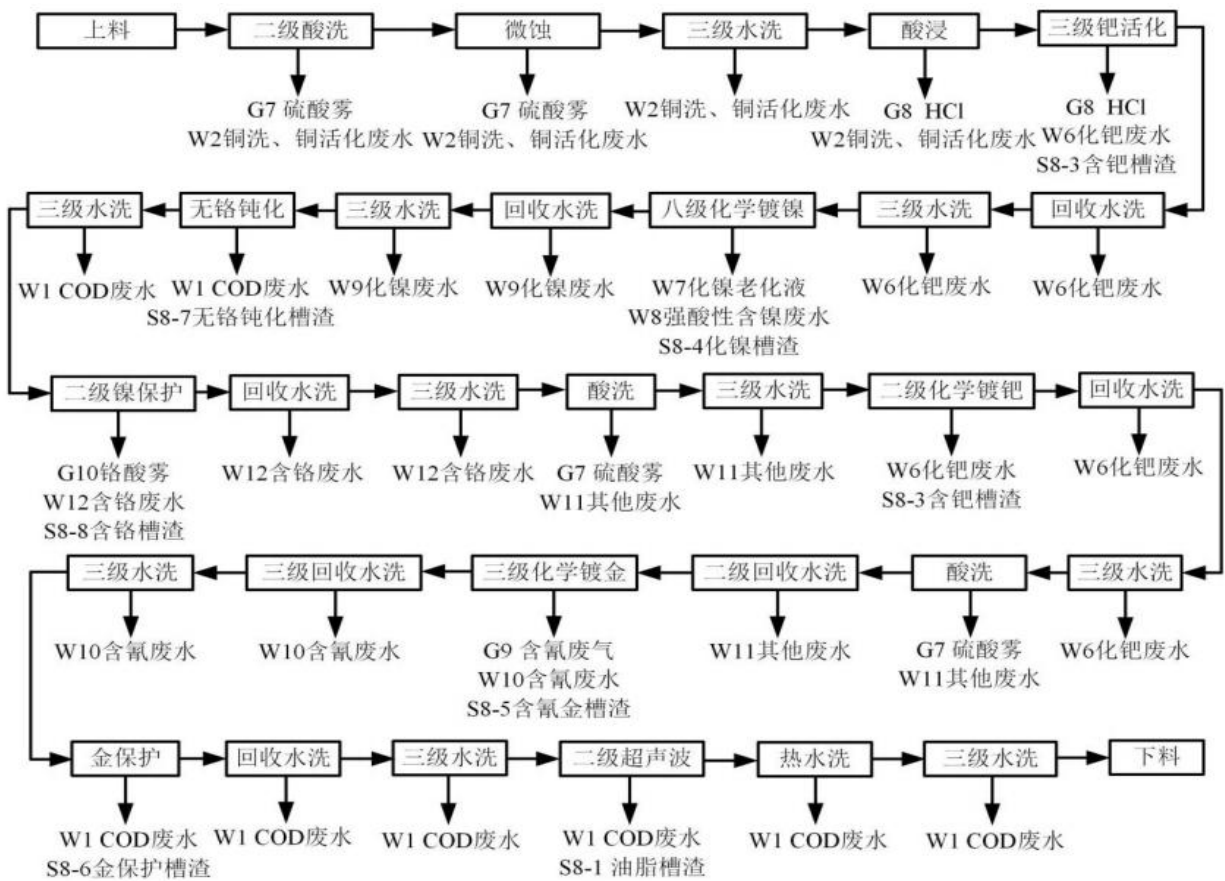 上料
二级酸洗
微蚀
三级水洗
酸浸
三级钯活化
G7 硫酸雾
W2铜洗、铜活化废水
G7 硫酸雾
W2铜洗、铜活化废水
W2铜洗、铜活化废水
G8 HCl
W2铜洗、铜活化废水
G8 HCl
W6化钯废水
S8-3含钯槽渣
三级水洗
无铬钝化
三级水洗
回收水洗
八级化学镀镍
三级水洗
回收水洗
W1 COD废水
W1 COD废水
S8-7无铬钝化槽渣
W9化镍废水
W9化镍废水
W7化镍老化液
W8强酸性含镍废水
S8-4化镍槽渣
W6化钯废水
W6化钯废水
二级镍保护
回收水洗
三级水洗
酸洗
三级水洗
二级化学镀钯
回收水洗
G10铬酸雾
W12含铬废水
S8-8含铬槽渣
W12含铬废水
W12含铬废水
G7 硫酸雾
W11其他废水
W11其他废水
W6化钯废水
S8-3含钯槽渣
W6化钯废水
三级水洗
三级回收水洗
三级化学镀金
二级回收水洗
酸洗
三级水洗
W10含氰废水
W10含氰废水
G9 含氰废气
W10含氰废水
S8-5含氰金槽渣
W11其他废水
G7 硫酸雾
W11其他废水
W6化钯废水
金保护
回收水洗
三级水洗
二级超声波
热水洗
三级水洗
下料
W1 COD废水
S8-6金保护槽渣
W1 COD废水
W1 COD废水
W1 COD废水
S8-1 油脂槽渣
W1 COD废水
W1 COD废水